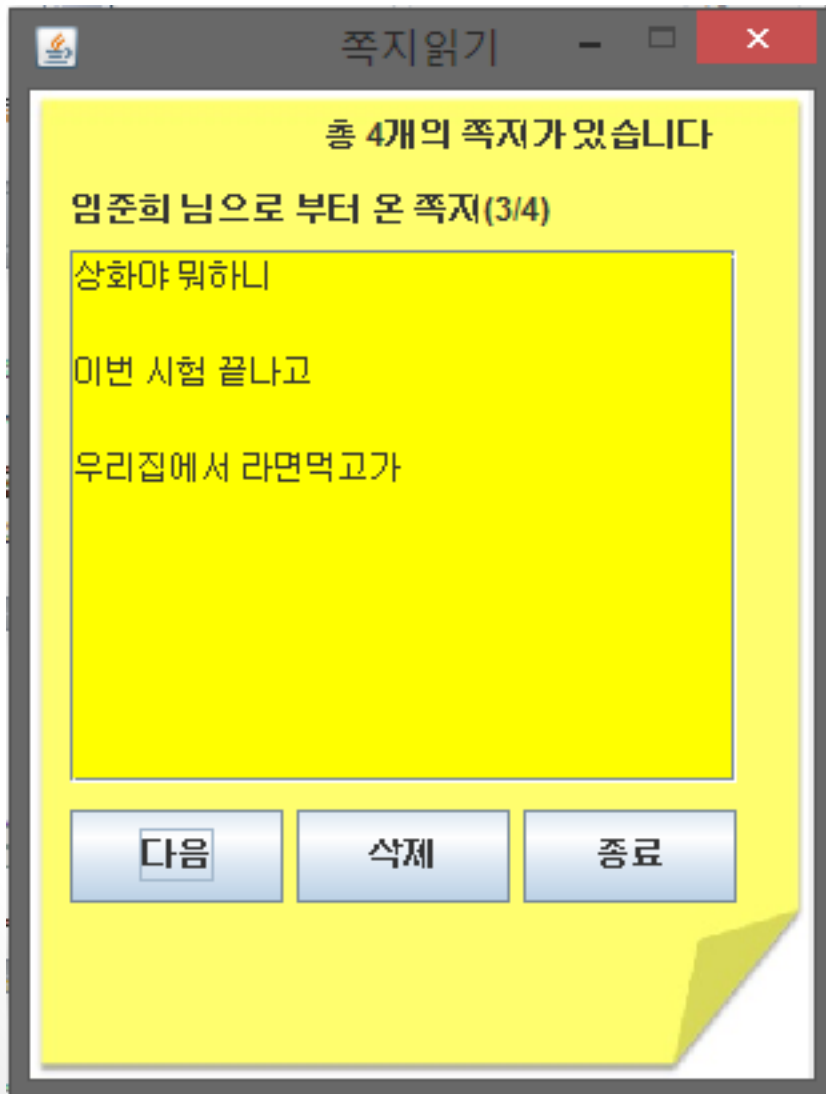 쪽지읽기
총 4개의 쪽지가 있습니다
임준희 님으로 부터 온 쪽지(3/4)
상화야 뭐하니
이번 시험 끝나고
우리집에서 라면먹고가
다음 삭제 종료